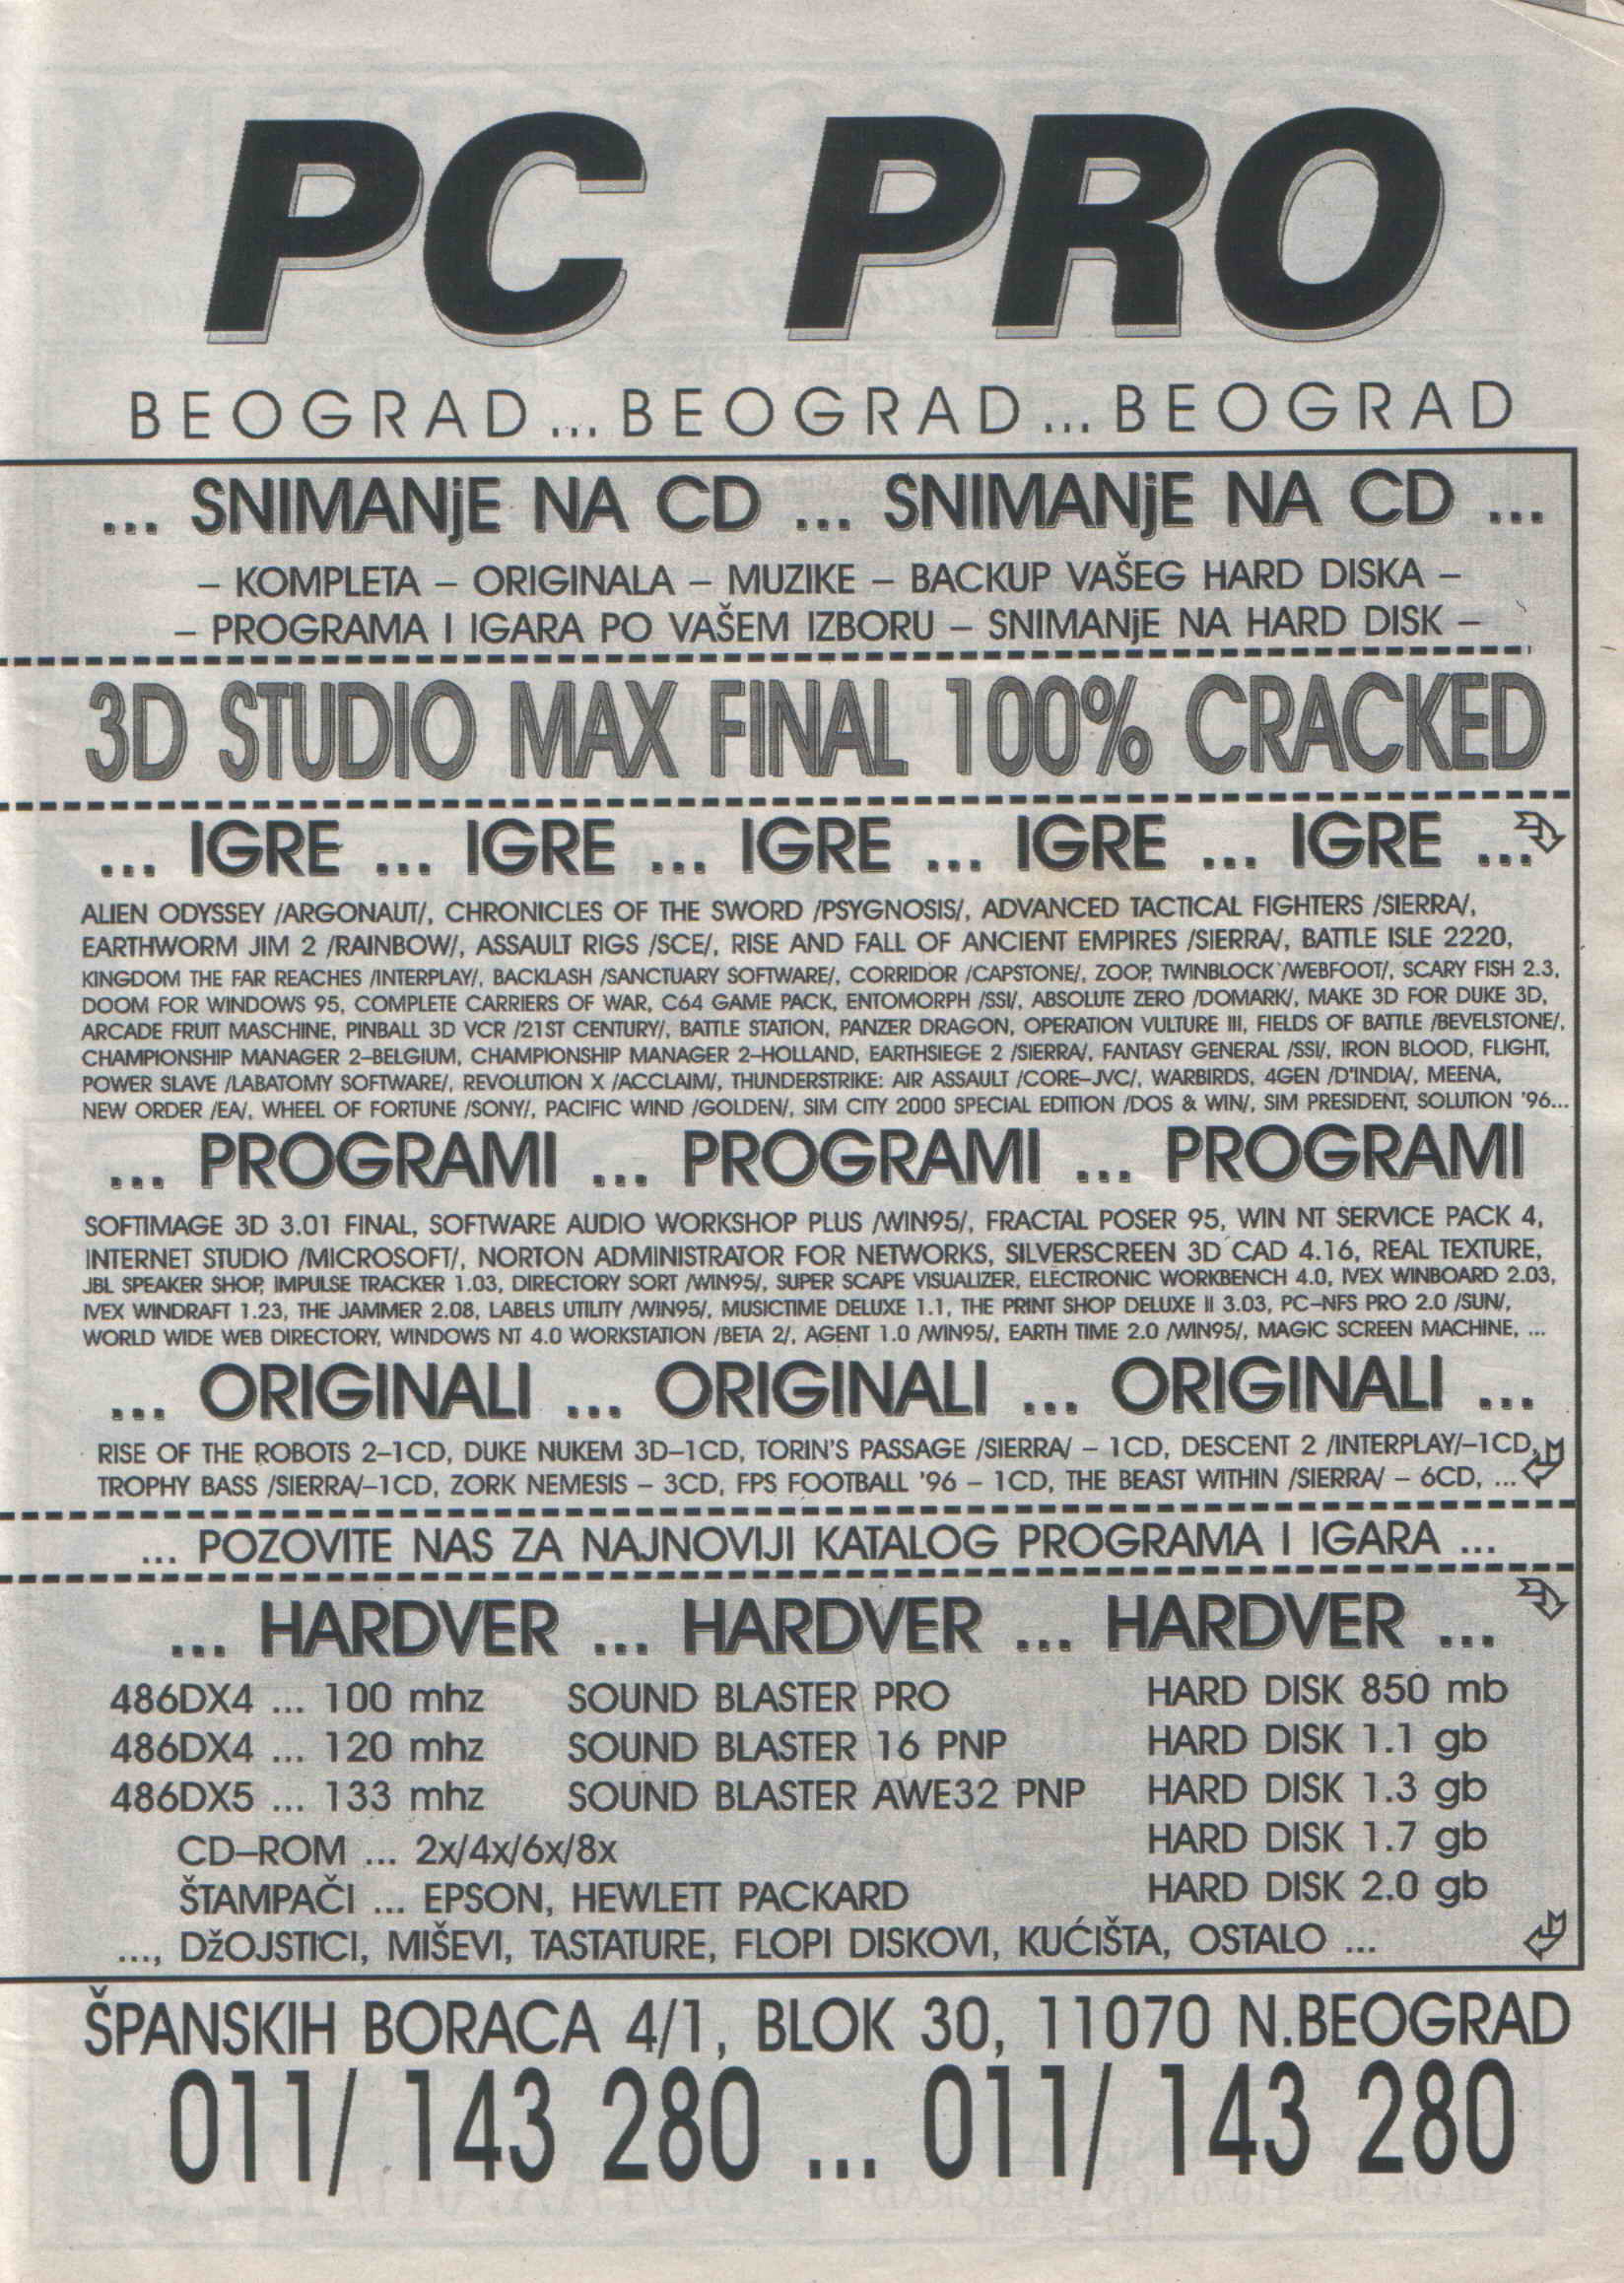 PC PRO
BEOGRAD...BEOGRAD...BEOGRAD
... SNIMANjE NA CD ... SNIMANjE NA CD ...
– KOMPLETA – ORIGINALA – MUZIKE – BACKUP VAŠEG HARD DISKA –
– PROGRAMA I IGARA PO VAŠEM IZBORU – SNIMANjE NA HARD DISK –
3D STUDIO MAX FINAL 100% CRACKED
... IGRE ... IGRE ... IGRE ... IGRE ... IGRE ...
ALIEN ODYSSEY /ARGONAUT/, CHRONICLES OF THE SWORD /PSYGNOSIS/, ADVANCED TACTICAL FIGHTERS /SIERRA/,
EARTHWORM JIM 2 /RAINBOW/, ASSAULT RIGS /SCE/, RISE AND FALL OF ANCIENT EMPIRES /SIERRA/, BATTLE ISLE 2220,
KINGDOM THE FAR REACHES /INTERPLAY/, BACKLASH /SANCTUARY SOFTWARE/, CORRIDOR /CAPSTONE/, ZOOP, TWINBLOCK /WEBFOOT/, SCARY FISH 2.3,
DOOM FOR WINDOWS 95, COMPLETE CARRIERS OF WAR, C64 GAME PACK, ENTOMORPH /SSI/, ABSOLUTE ZERO /DOMARK/, MAKE 3D FOR DUKE 3D,
ARCADE FRUIT MASCHINE, PINBALL 3D VCR /21ST CENTURY/, BATTLE STATION, PANZER DRAGON, OPERATION VULTURE III, FIELDS OF BATTLE /BEVELSTONE/,
CHAMPIONSHIP MANAGER 2–BELGIUM, CHAMPIONSHIP MANAGER 2–HOLLAND, EARTHSIEGE 2 /SIERRA/, FANTASY GENERAL /SSI/, IRON BLOOD, FLIGHT,
POWER SLAVE /LABATOMY SOFTWARE/, REVOLUTION X /ACCLAIM/, THUNDERSTRIKE: AIR ASSAULT /CORE–JVC/, WARBIRDS, 4GEN /D'INDIA/, MEENA,
NEW ORDER /EA/, WHEEL OF FORTUNE /SONY/, PACIFIC WIND /GOLDEN/, SIM CITY 2000 SPECIAL EDITION /DOS & WIN/, SIM PRESIDENT, SOLUTION '96...
... PROGRAMI ... PROGRAMI ... PROGRAMI
SOFTIMAGE 3D 3.01 FINAL, SOFTWARE AUDIO WORKSHOP PLUS /WIN95/, FRACTAL POSER 95, WIN NT SERVICE PACK 4,
INTERNET STUDIO /MICROSOFT/, NORTON ADMINISTRATOR FOR NETWORKS, SILVERSCREEN 3D CAD 4.16, REAL TEXTURE,
JBL SPEAKER SHOP, IMPULSE TRACKER 1.03, DIRECTORY SORT /WIN95/, SUPER SCAPE VISUALIZER, ELECTRONIC WORKBENCH 4.0, IVEX WINBOARD 2.03,
IVEX WINDRAFT 1.23, THE JAMMER 2.08, LABELS UTILITY /WIN95/, MUSICTIME DELUXE 1.1, THE PRINT SHOP DELUXE II 3.03, PC–NFS PRO 2.0 /SUN/,
WORLD WIDE WEB DIRECTORY, WINDOWS NT 4.0 WORKSTATION /BETA 2/, AGENT 1.0 /WIN95/, EARTH TIME 2.0 /WIN95/, MAGIC SCREEN MACHINE, ...
... ORIGINALI ... ORIGINALI ... ORIGINALI ...
RISE OF THE ROBOTS 2–1CD, DUKE NUKEM 3D–1CD, TORIN'S PASSAGE /SIERRA/ – 1CD, DESCENT 2 /INTERPLAY/–1CD,
TROPHY BASS /SIERRA/–1CD, ZORK NEMESIS – 3CD, FPS FOOTBALL '96 – 1CD, THE BEAST WITHIN /SIERRA/ – 6CD, ...
... POZOVITE NAS ZA NAJNOVIJI KATALOG PROGRAMA I IGARA ...
... HARDVER ... HARDVER ... HARDVER ...
486DX4 ... 100 mhz SOUND BLASTER PRO HARD DISK 850 mb
486DX4 ... 120 mhz SOUND BLASTER 16 PNP HARD DISK 1.1 gb
486DX5 ... 133 mhz SOUND BLASTER AWE32 PNP HARD DISK 1.3 gb
CD–ROM ... 2x/4x/6x/8x HARD DISK 1.7 gb
ŠTAMPAČI ... EPSON, HEWLETT PACKARD HARD DISK 2.0 gb
..., DžOJSTICI, MIŠEVI, TASTATURE, FLOPI DISKOVI, KUĆIŠTA, OSTALO ...
ŠPANSKIH BORACA 4/1, BLOK 30, 11070 N.BEOGRAD
011/ 143 280 ... 011/ 143 280